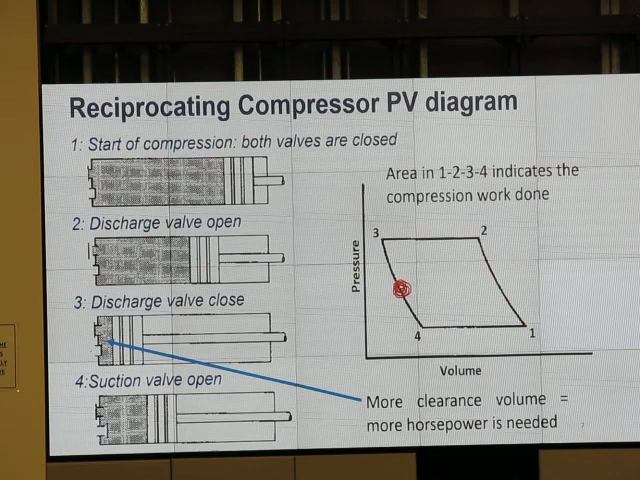 Reciprocating Compressor PV diagram
1: Start of compression: both valves are closed
Area in 1-2-3-4 indicates the
compression work done
2: Discharge valve open
3
2
Pressure
3: Discharge valve close
4
1
Volume
4:Suction valve open
More clearance volume =
more horsepower is needed
7